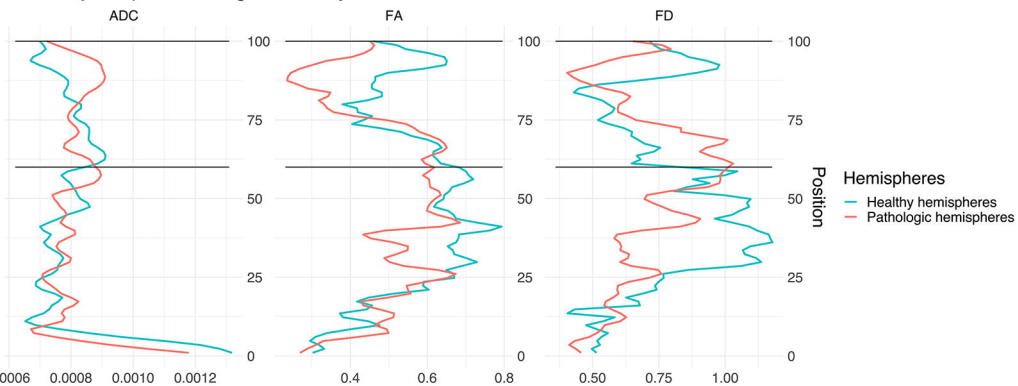 ADC FA FD
100 100 100
75 75 75
50 50 50
25 25 25
0 0 0
0006 0.0008 0.0010 0.0012 0.4 0.6 0.8 0.50 0.75 1.00
Position
Hemispheres
Healthy hemispheres
Pathologic hemispheres